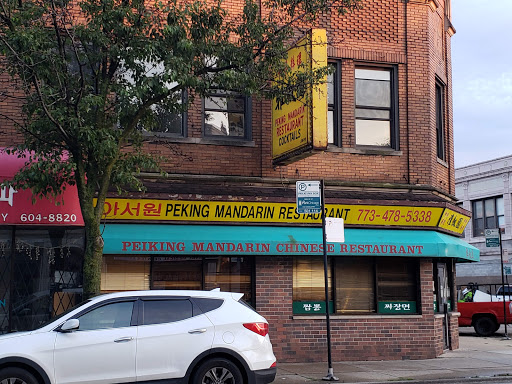 PEKING MANDARIN
RESTAURANT
COCKTAILS
Y 604-8820
아서원 PEKING MANDARIN RESTAURANT 773-478-5338
PEIKING MANDARIN CHINESE RESTAURANT
짬뽕
짜장면
P